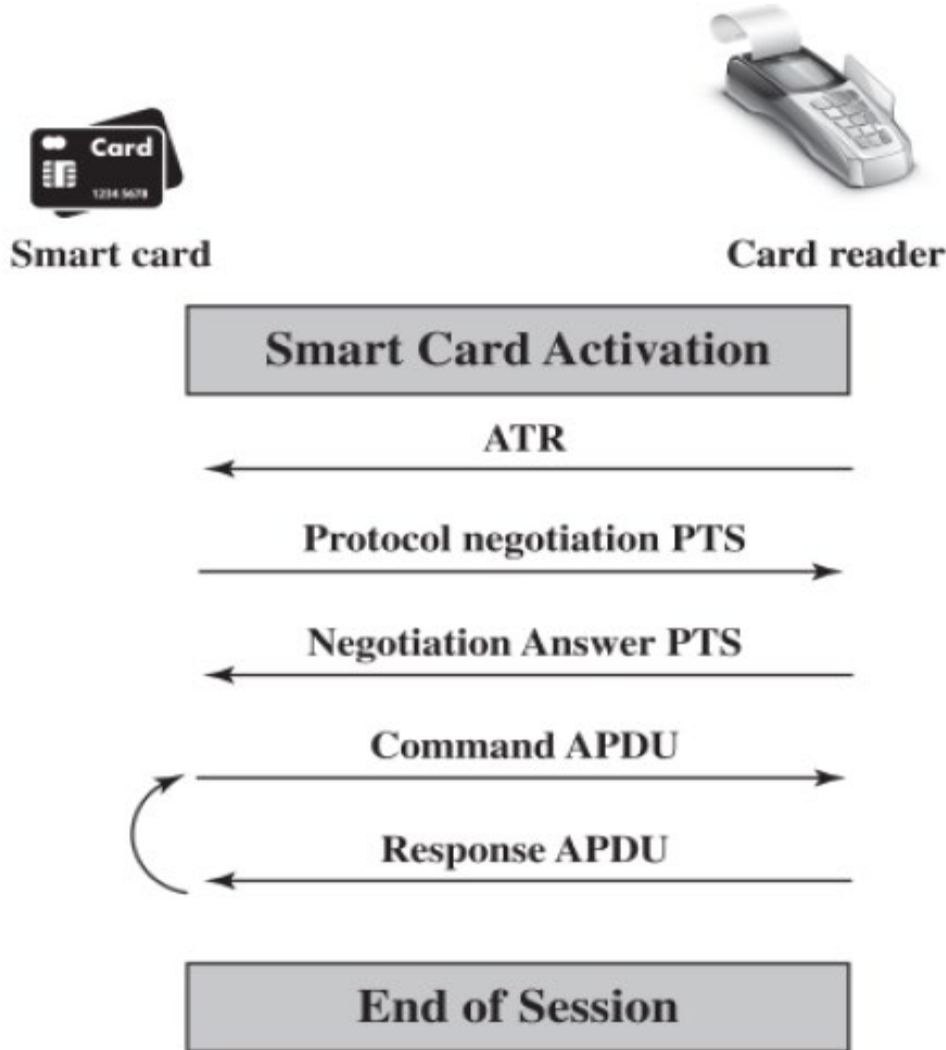 Card
1234 5678
Smart card
Card reader
Smart Card Activation
ATR
Protocol negotiation PTS
Negotiation Answer PTS
Command APDU
Response APDU
End of Session